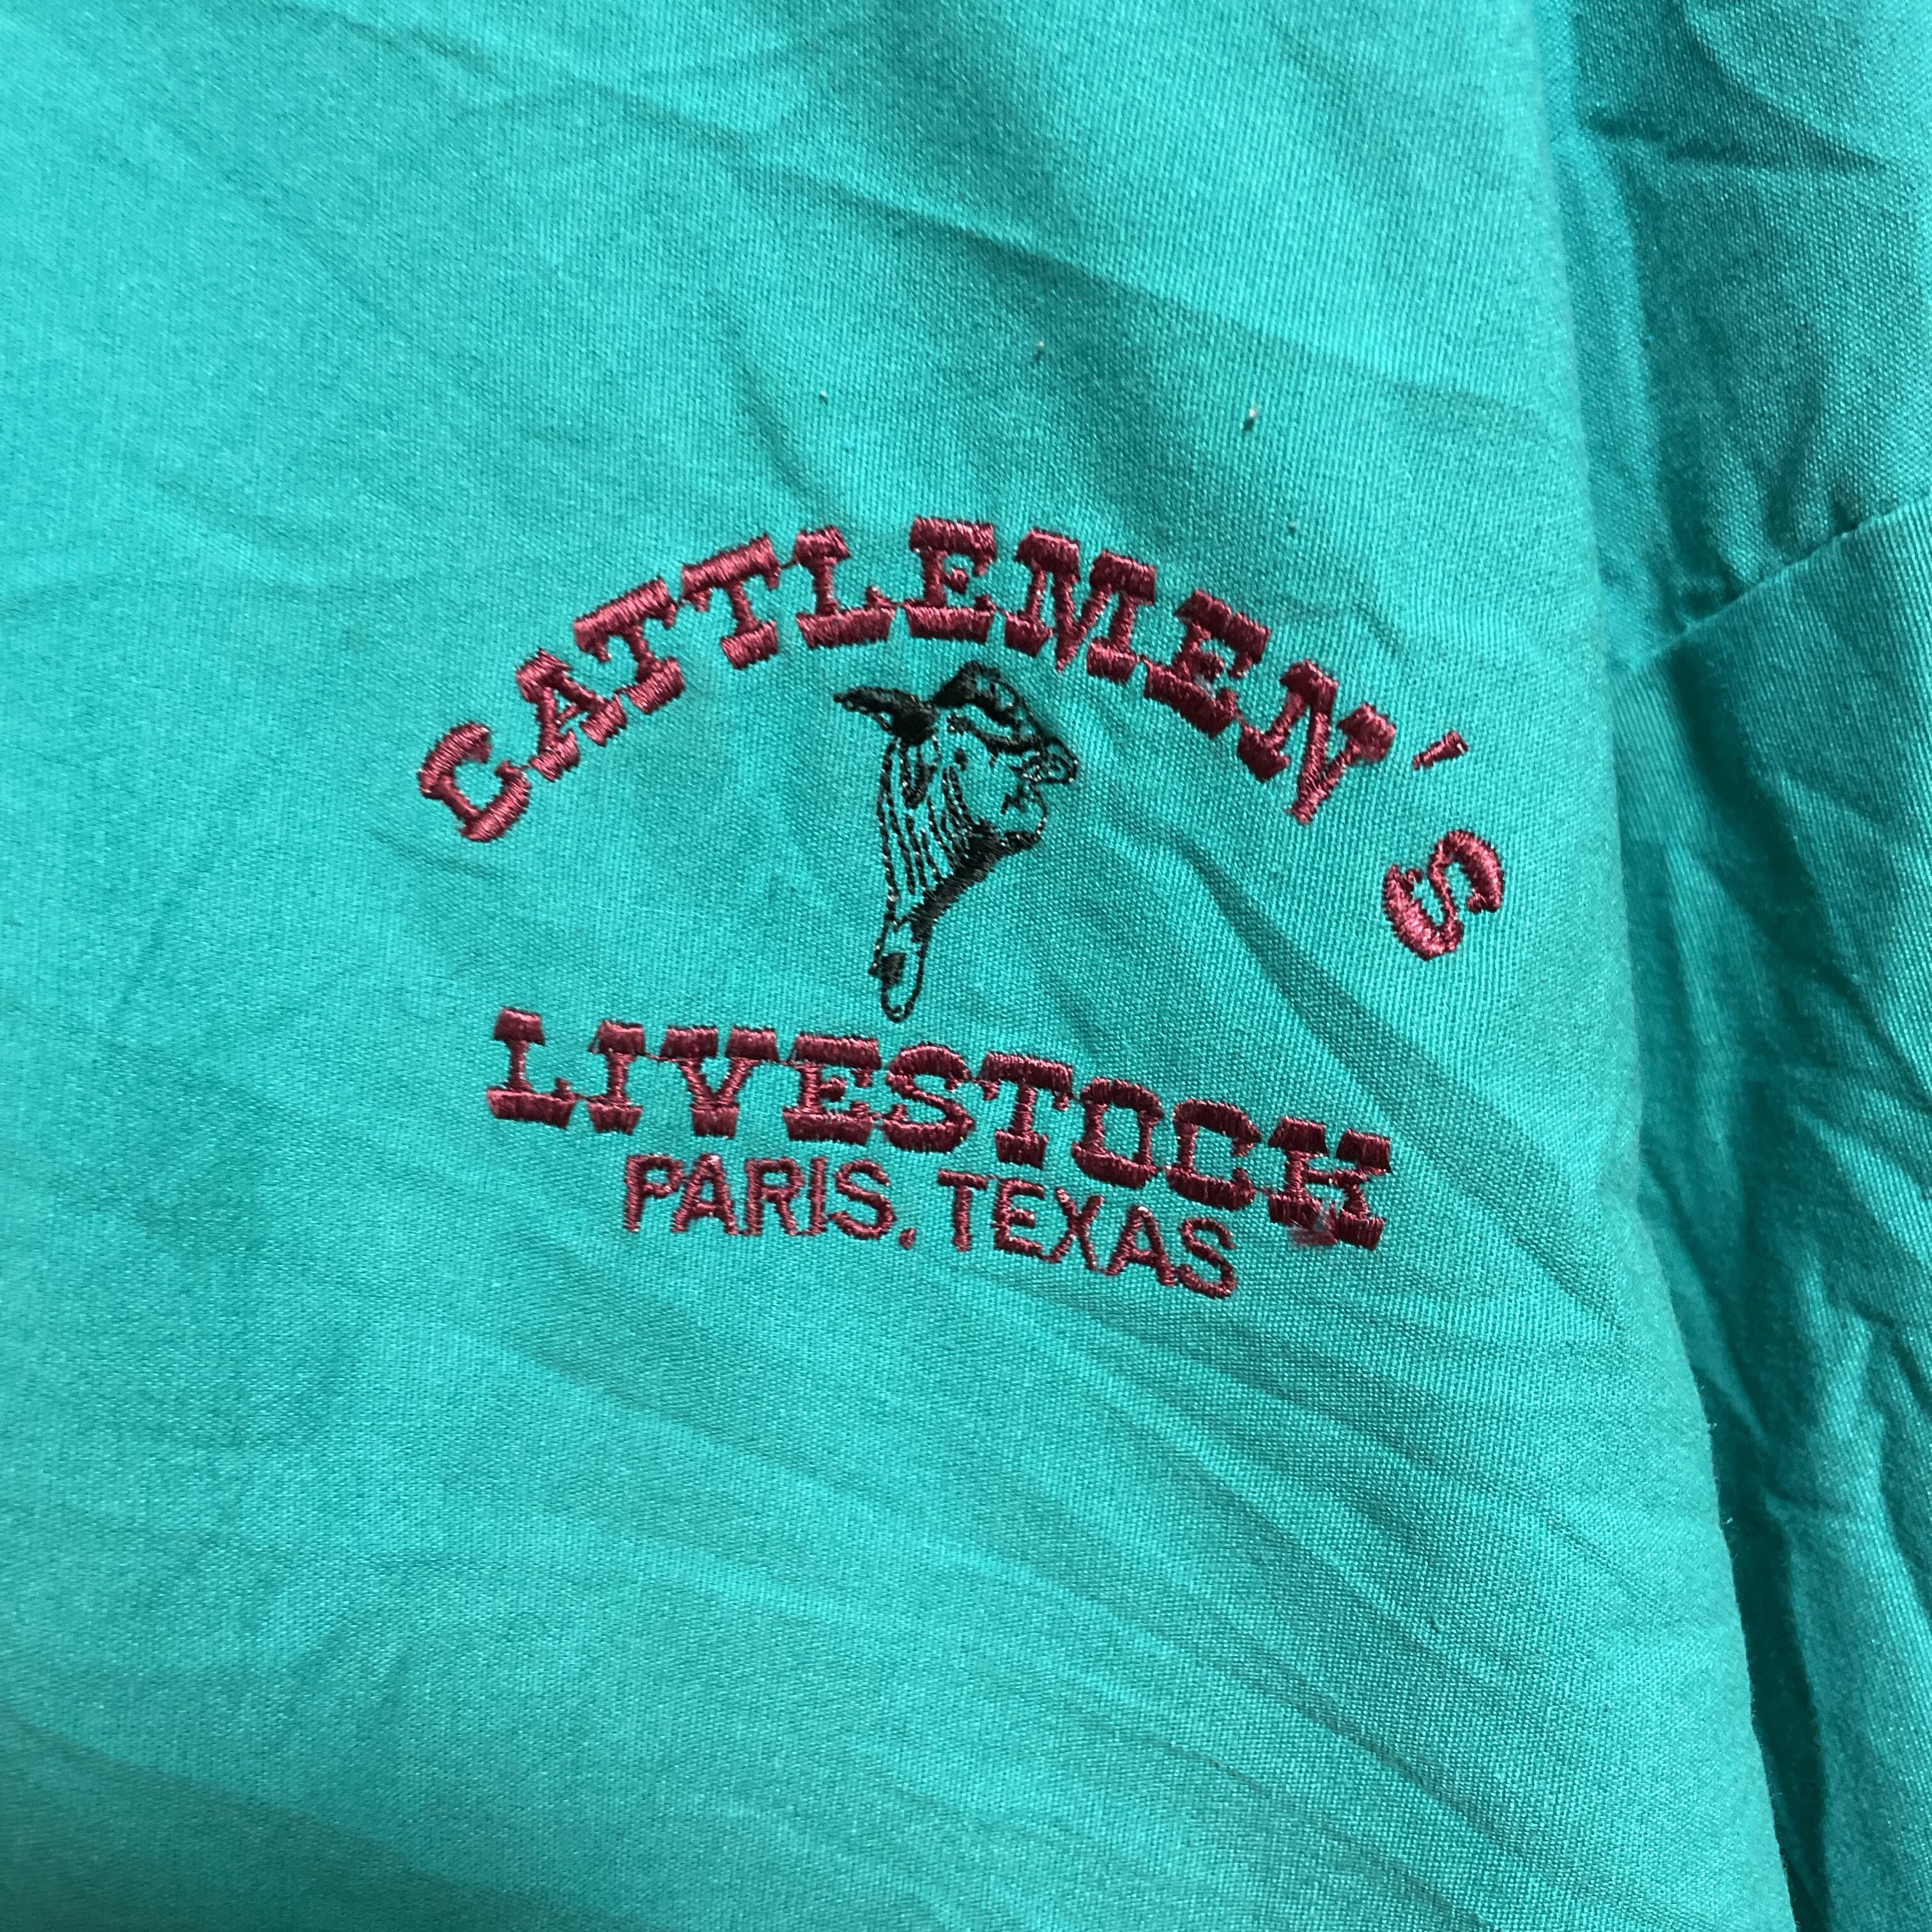 CATTLEMEN'S
LIVESTOCK
PARIS, TEXAS